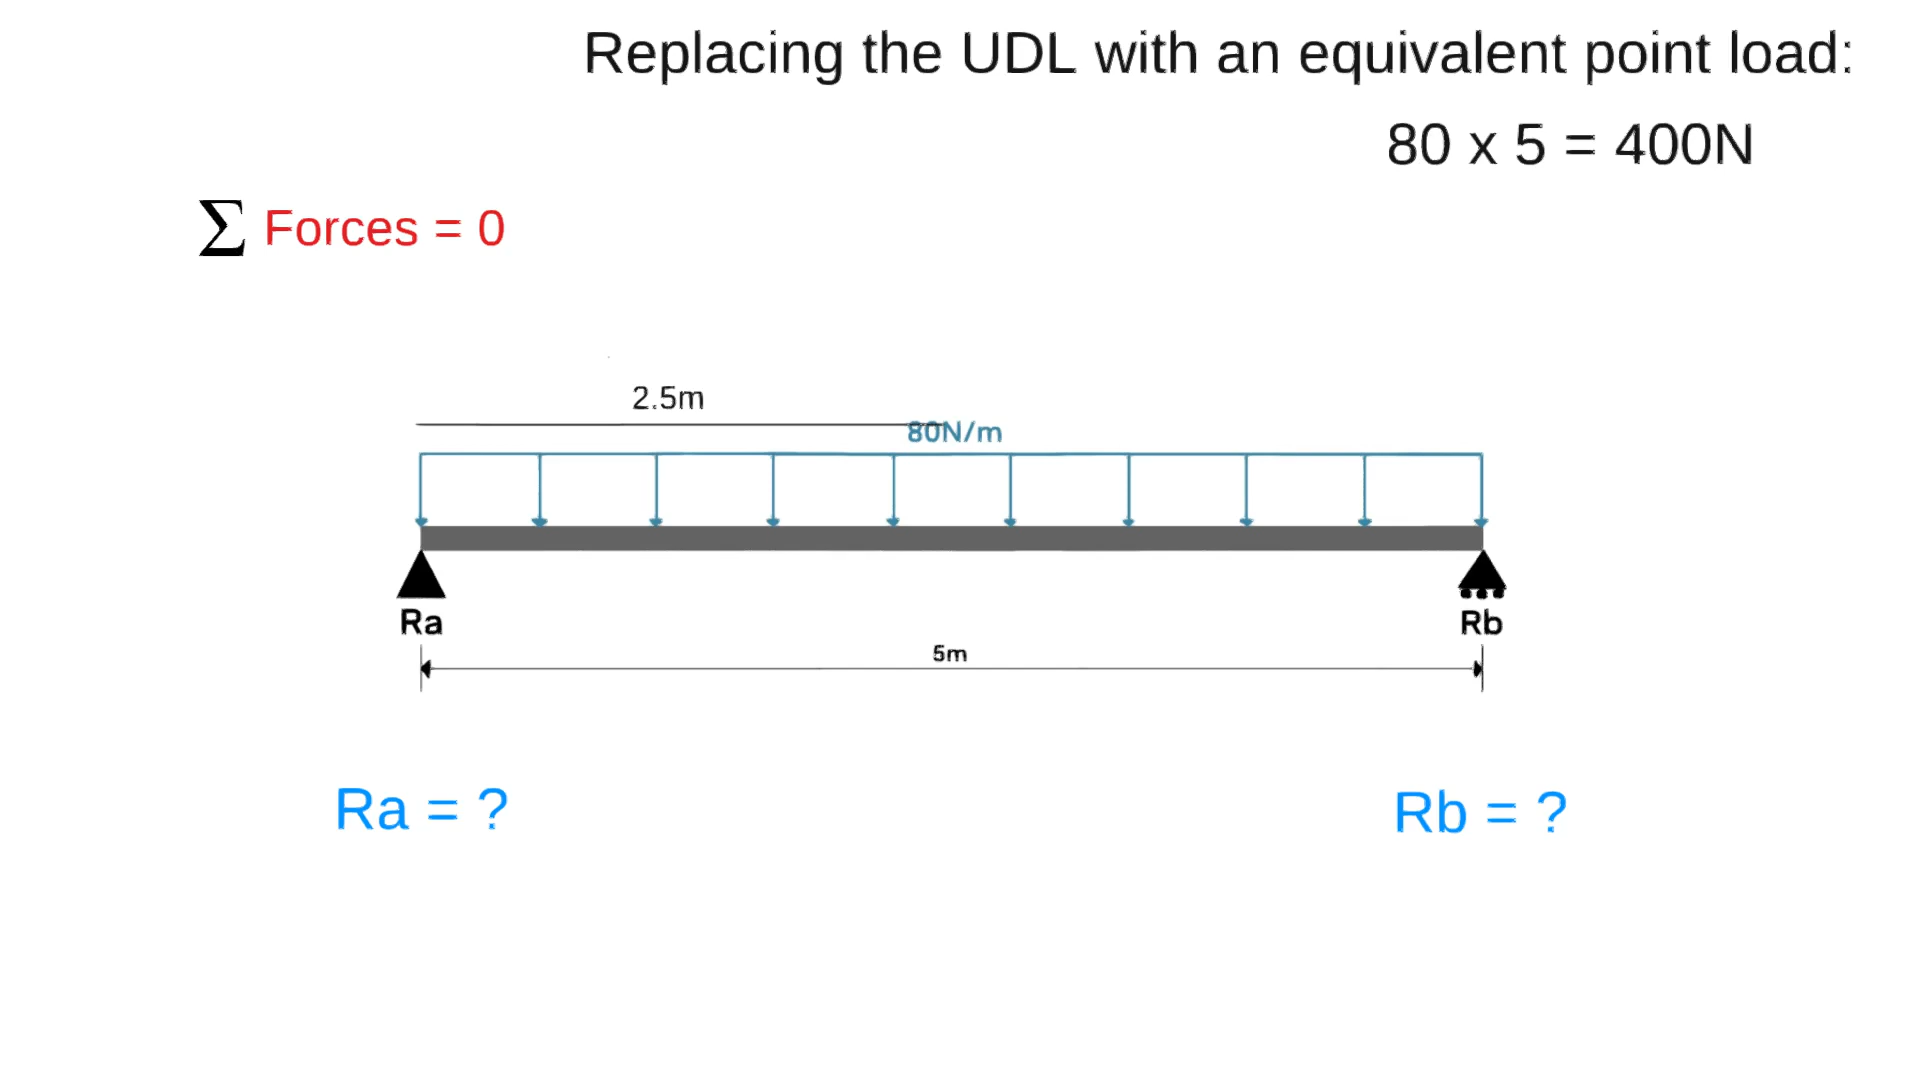 Replacing the UDL with an equivalent point load:
80 x 5 = 400N
Σ Forces = 0
2.5m
80N/m
Ra
Rb
5m
Ra = ?
Rb = ?